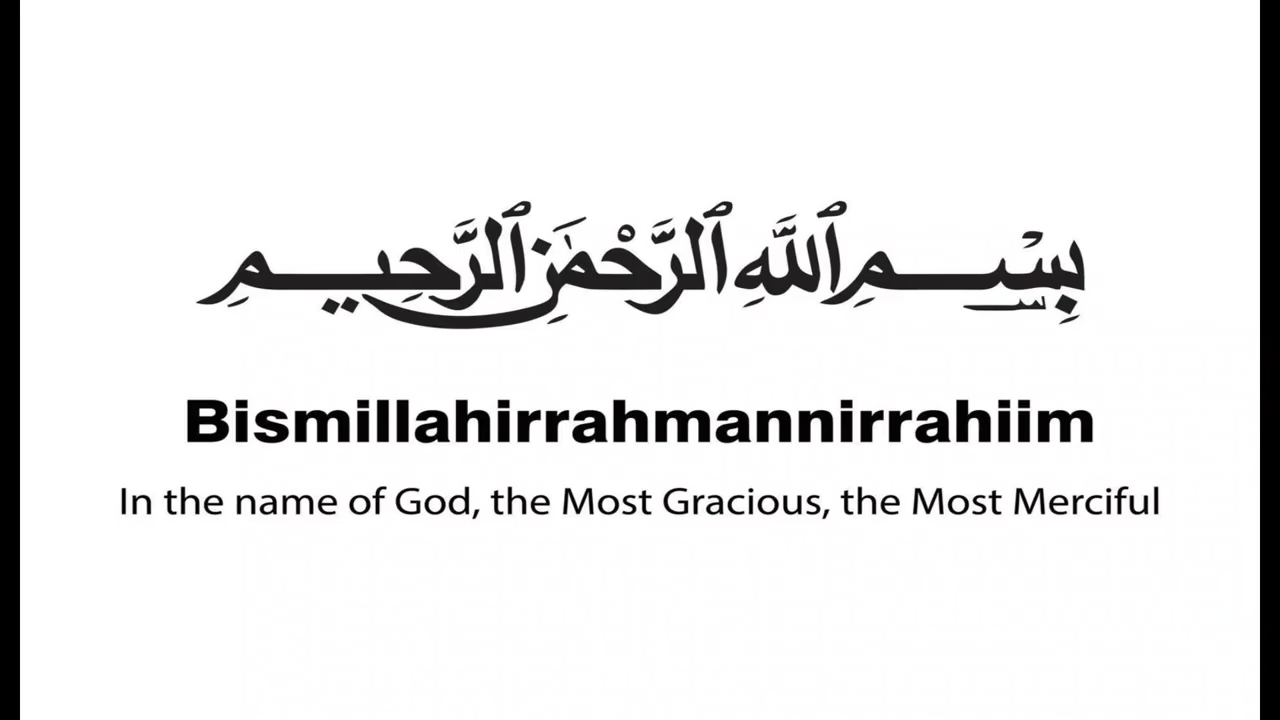 بِسْمِ ٱللَّهِ ٱلرَّحْمَٰنِ ٱلرَّحِيمِ
Bismillahirrahmannirrahiim
In the name of God, the Most Gracious, the Most Merciful